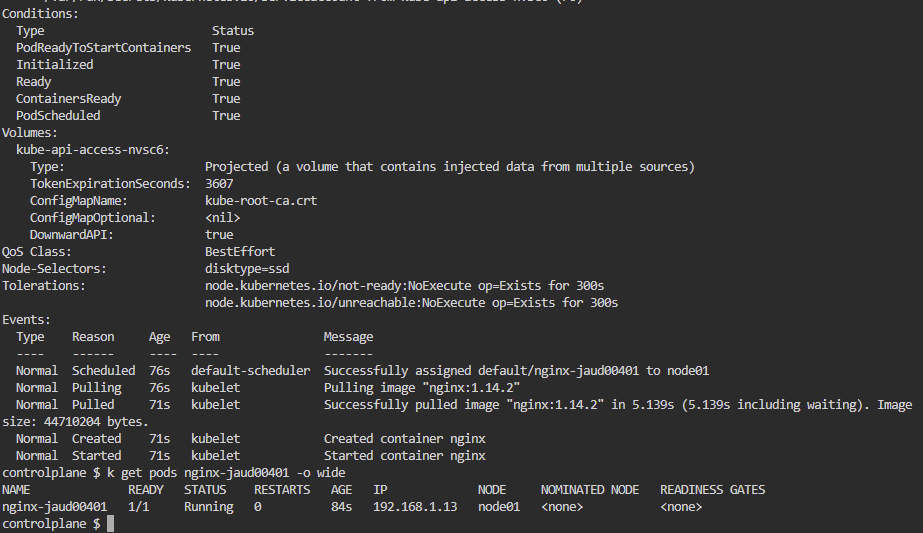 Conditions:
  Type                        Status
  PodReadyToStartContainers   True
  Initialized                 True
  Ready                       True
  ContainersReady             True
  PodScheduled                True
Volumes:
  kube-api-access-nvsc6:
    Type:                    Projected (a volume that contains injected data from multiple sources)
    TokenExpirationSeconds:  3607
    ConfigMapName:           kube-root-ca.crt
    ConfigMapOptional:       <nil>
    DownwardAPI:             true
QoS Class:                   BestEffort
Node-Selectors:              disktype=ssd
Tolerations:                 node.kubernetes.io/not-ready:NoExecute op=Exists for 300s
                             node.kubernetes.io/unreachable:NoExecute op=Exists for 300s
Events:
  Type    Reason     Age   From               Message
  ----    ------     ----  ----               -------
  Normal  Scheduled  76s   default-scheduler  Successfully assigned default/nginx-jaud00401 to node01
  Normal  Pulling    76s   kubelet            Pulling image "nginx:1.14.2"
  Normal  Pulled     71s   kubelet            Successfully pulled image "nginx:1.14.2" in 5.139s (5.139s including waiting). Image
size: 44710204 bytes.
  Normal  Created    71s   kubelet            Created container nginx
  Normal  Started    71s   kubelet            Started container nginx
controlplane $ k get pods nginx-jaud00401 -o wide
NAME              READY   STATUS    RESTARTS   AGE   IP             NODE     NOMINATED NODE   READINESS GATES
nginx-jaud00401   1/1     Running   0          84s   192.168.1.13   node01   <none>           <none>
controlplane $